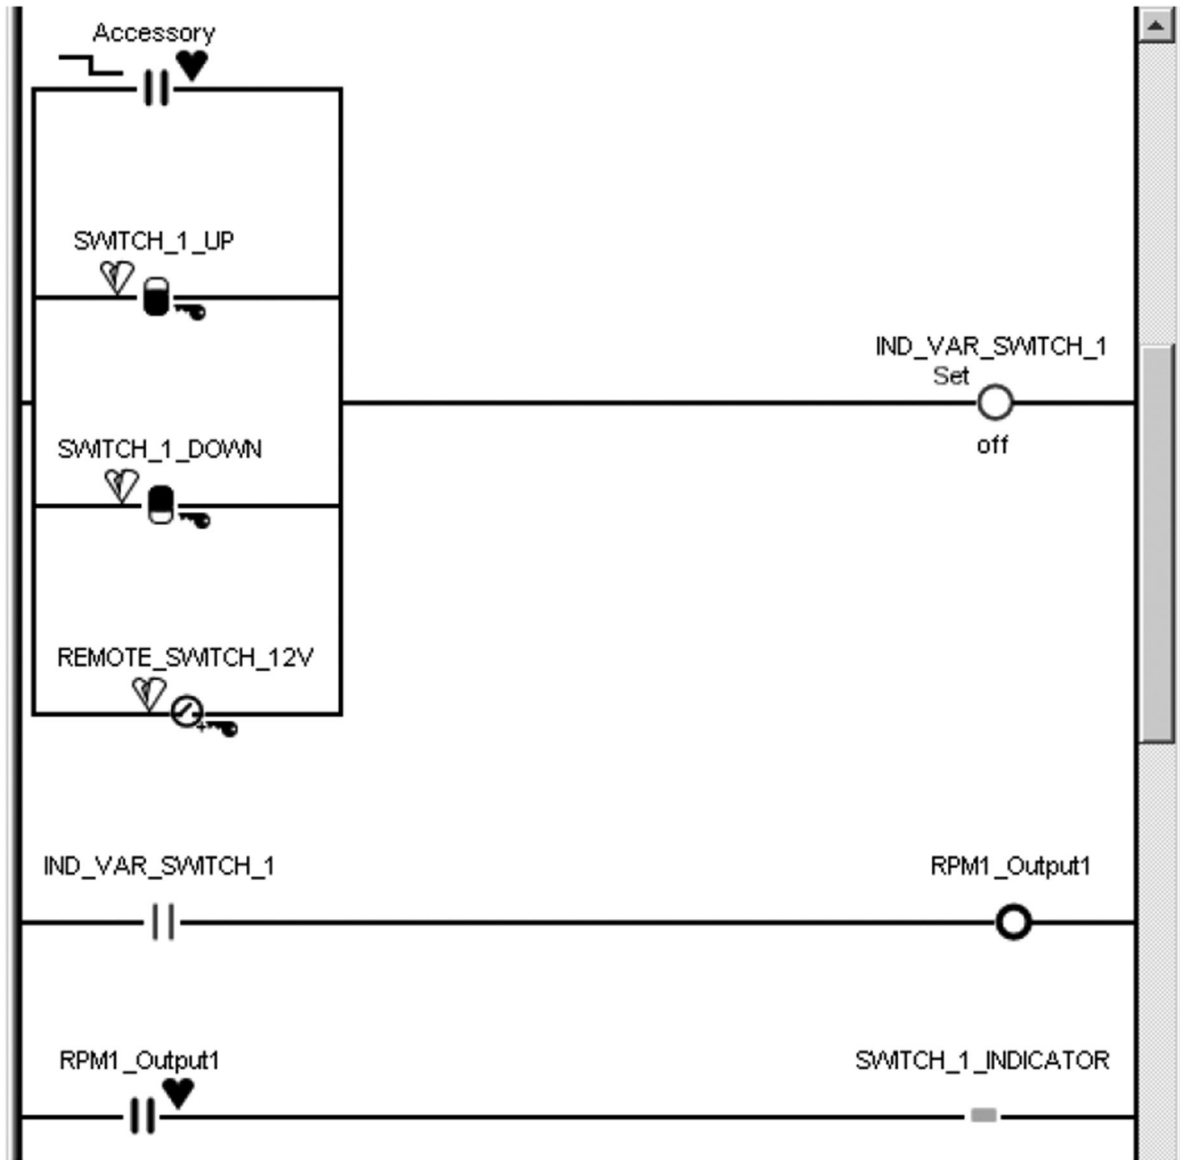 Accessory
SWITCH_1_UP
IND_VAR_SWITCH_1
Set
off
SWITCH_1_DOWN
REMOTE_SWITCH_12V
IND_VAR_SWITCH_1
RPM1_Output1
RPM1_Output1
SWITCH_1_INDICATOR